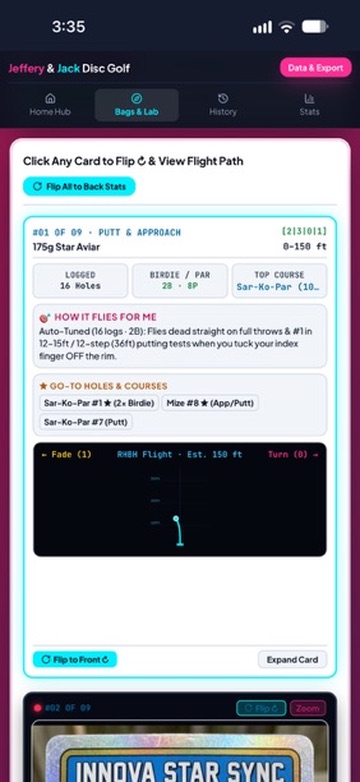 3:35
Jeffery & Jack Disc Golf
Data & Export
Home Hub
Bags & Lab
History
Stats
Click Any Card to Flip ↻ & View Flight Path
Flip All to Back Stats
#01 OF 09 · PUTT & APPROACH
[2|3|0|1]
175g Star Aviar
0-150 ft
LOGGED
16 Holes
BIRDIE / PAR
2B · 8P
TOP COURSE
Sar-Ko-Par (10…
🎯 HOW IT FLIES FOR ME
Auto-Tuned (16 logs · 2B): Flies dead straight on full throws & #1 in
12-15ft / 12-step (36ft) putting tests when you tuck your index
finger OFF the rim.
★ GO-TO HOLES & COURSES
Sar-Ko-Par #1 ★ (2x Birdie)
Mize #8 ★ (App/Putt)
Sar-Ko-Par #7 (Putt)
← Fade (1)
RHBH Flight · Est. 150 ft
Turn (0) →
Flip to Front ↻
Expand Card
#02 OF 09
Flip ↻
Zoom
INNOVA STAR SYNC